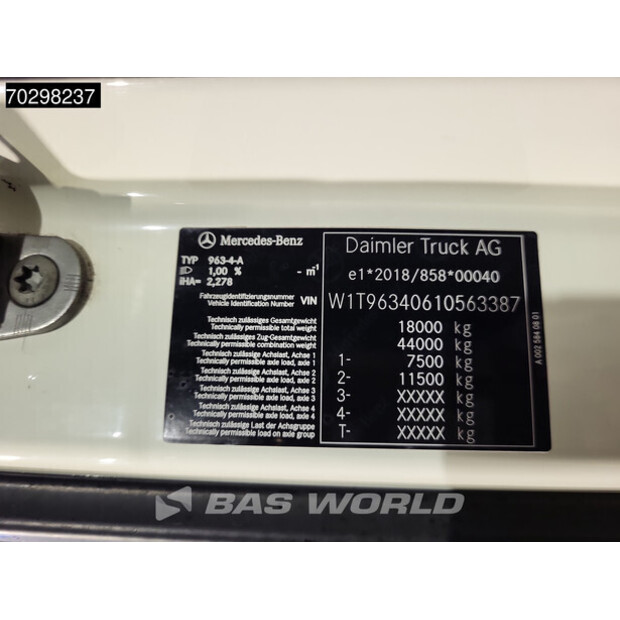 70298237
Mercedes-Benz
Daimler Truck AG
TYP 963-4-A
1,00 % - m⁻¹
iHA= 2,278
e1*2018/858*00040
Fahrzeugidentifizierungsnummer
Vehicle Identification Number VIN W1T96340610563387
Technisch zulässiges Gesamtgewicht
Technically permissible total weight 18000 kg
Technisch zulässiges Zug-Gesamtgewicht
Technically permissible combination weight 44000 kg
Technisch zulässige Achslast, Achse 1
Technically permissible axle load, axle 1 1- 7500 kg
Technisch zulässige Achslast, Achse 2
Technically permissible axle load, axle 2 2- 11500 kg
Technisch zulässige Achslast, Achse 3
Technically permissible axle load, axle 3 3- XXXXX kg
Technisch zulässige Achslast, Achse 4
Technically permissible axle load, axle 4 4- XXXXX kg
Technisch zulässige Last der Achsgruppe
Technically permissible load on axle group T- XXXXX kg
A 002 584 08 01
BAS WORLD